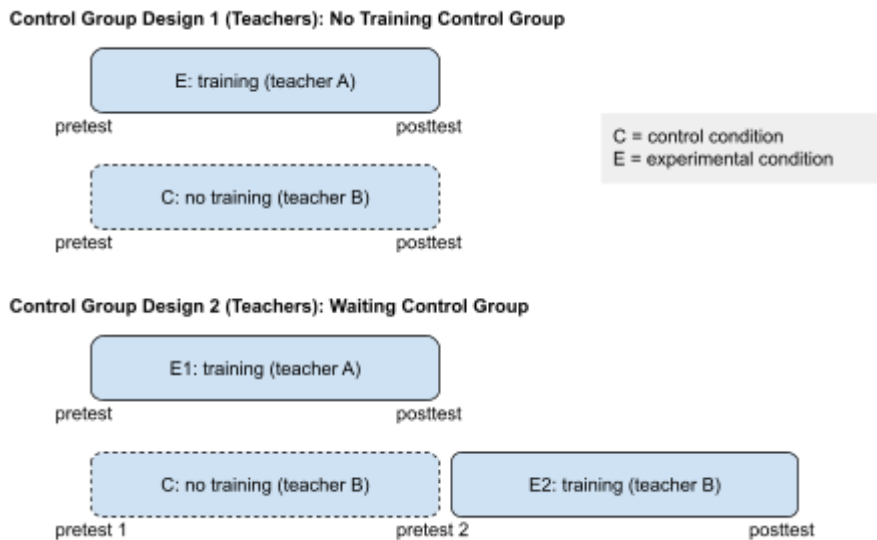 Control Group Design 1 (Teachers): No Training Control Group
E: training (teacher A)
pretest posttest
C = control condition
E = experimental condition
C: no training (teacher B)
pretest posttest
Control Group Design 2 (Teachers): Waiting Control Group
E1: training (teacher A)
pretest posttest
C: no training (teacher B) E2: training (teacher B)
pretest 1 pretest 2 posttest